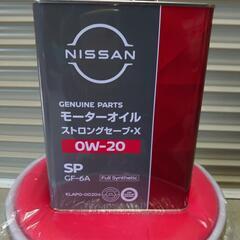 NISSAN
GENUINE PARTS
モーターオイル
ストロングセーブ・X
0W-20
SP
GF-6A
Fully Synthetic